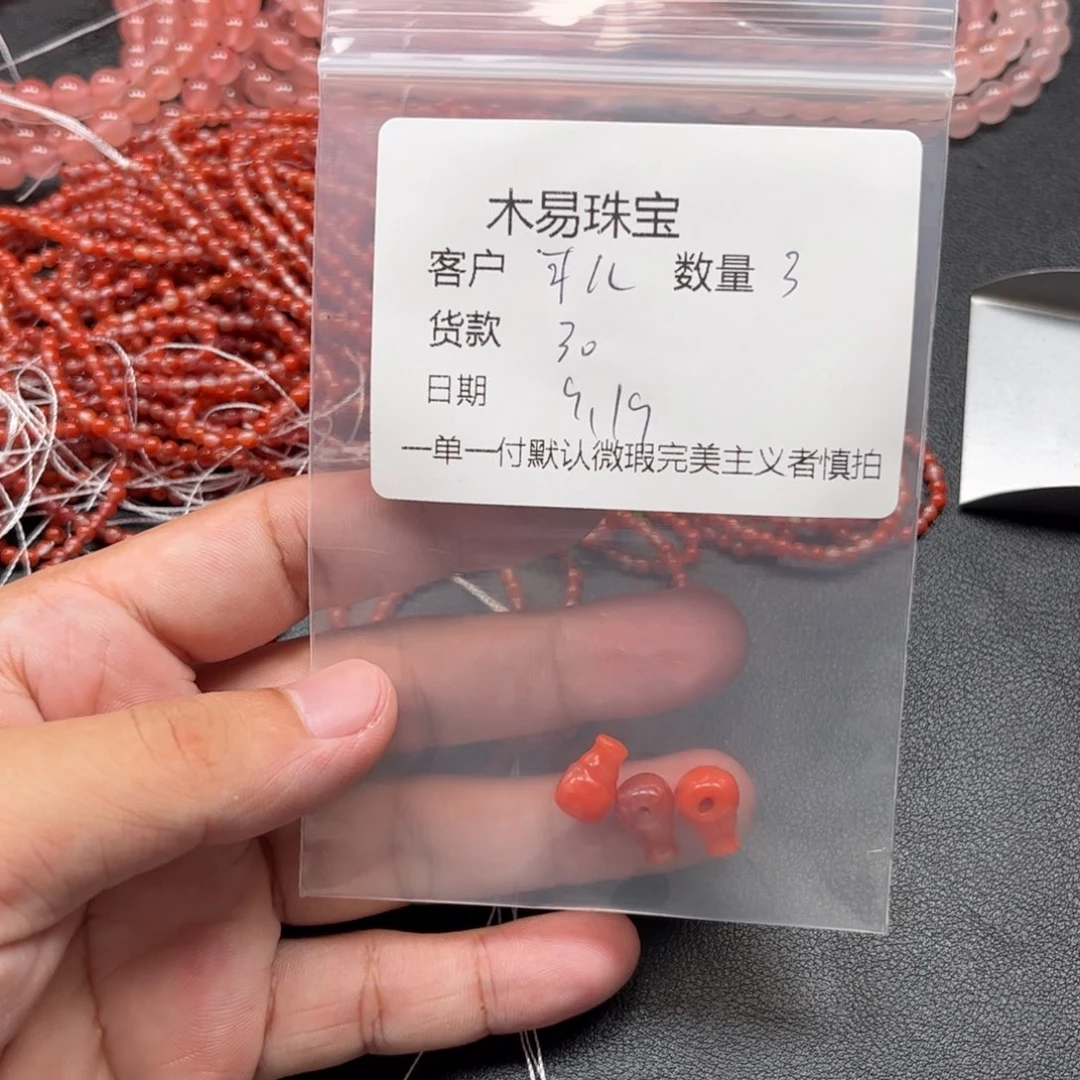 木易珠宝
客户 数量 3
货款 30
日期 9.19
一单一付默认微瑕完美主义者慎拍